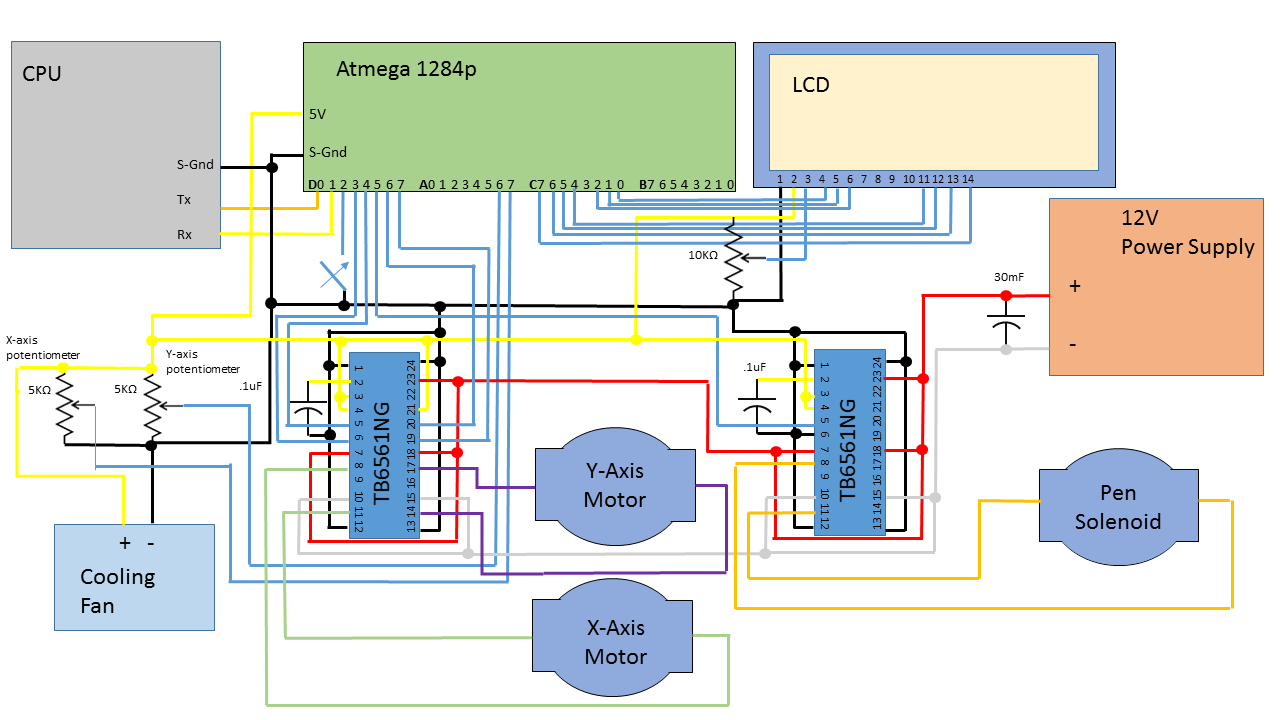 CPU
S-Gnd
Tx
Rx
Atmega 1284p
5V
S-Gnd
D0 1 2 3 4 5 6 7 A0 1 2 3 4 5 6 7 C7 6 5 4 3 2 1 0 B7 6 5 4 3 2 1 0
LCD
1 2 3 4 5 6 7 8 9 10 11 12 13 14
12V
Power Supply
+
-
30mF
10KΩ
X-axis
potentiometer
5KΩ
Y-axis
potentiometer
5KΩ
.1uF
1 2 3 4 5 6 7 8 9 10 11 12
TB6561NG
24 23 22 21 20 19 18 17 16 15 14 13
.1uF
1 2 3 4 5 6 7 8 9 10 11 12
TB6561NG
24 23 22 21 20 19 18 17 16 15 14 13
Y-Axis
Motor
Pen
Solenoid
+ -
Cooling
Fan
X-Axis
Motor